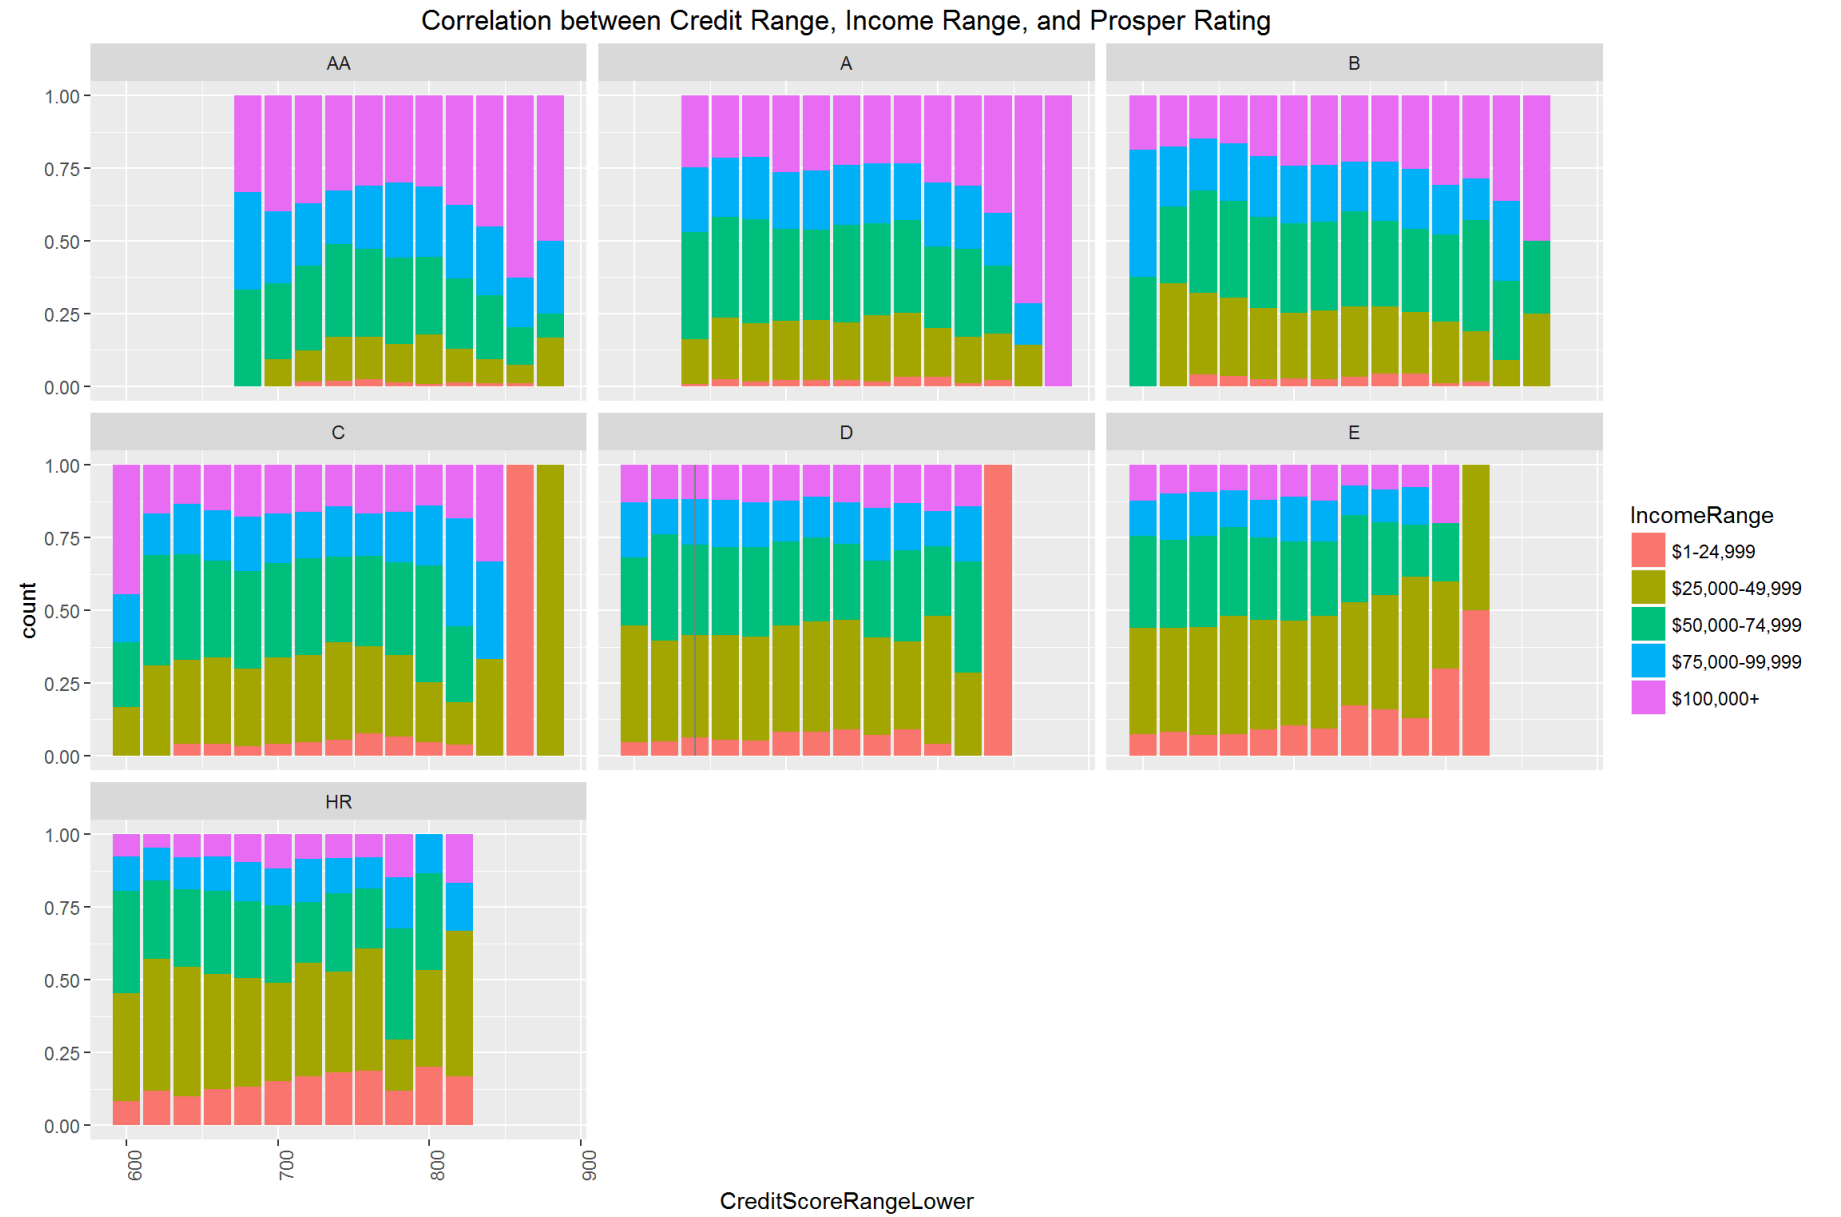 Correlation between Credit Range, Income Range, and Prosper Rating
AA
A
B
1.00
0.75
0.50
0.25
0.00
C
D
E
1.00
0.75
0.50
0.25
0.00
HR
1.00
0.75
0.50
0.25
0.00
count
600
700
800
900
CreditScoreRangeLower
IncomeRange
$1-24,999
$25,000-49,999
$50,000-74,999
$75,000-99,999
$100,000+